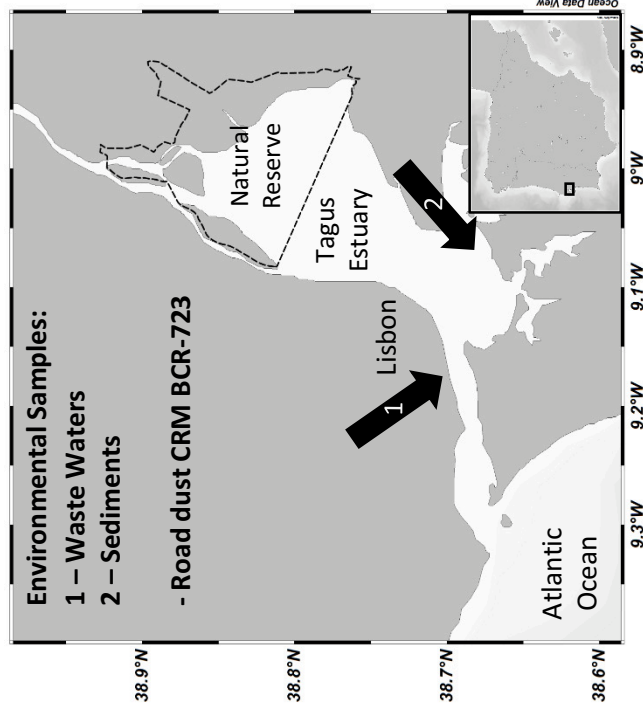 Environmental Samples:
1 – Waste Waters
2 – Sediments
- Road dust CRM BCR-723
Natural
Reserve
Tagus
Estuary
Lisbon
1
2
Atlantic
Ocean
Ocean Data View
38.9°N
38.8°N
38.7°N
38.6°N
9.3°W
9.2°W
9.1°W
9°W
8.9°W